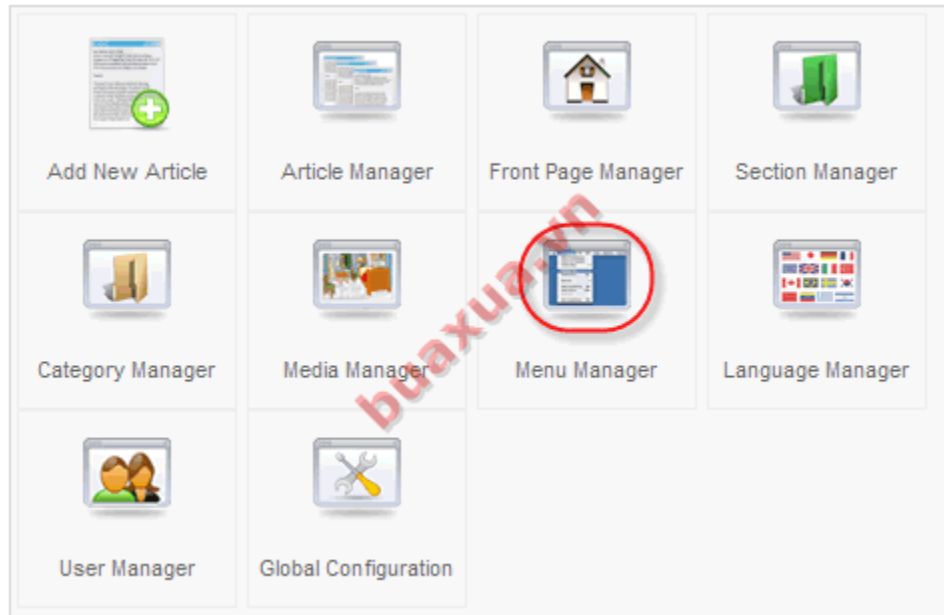 Add New Article
Article Manager
Front Page Manager
Section Manager
Category Manager
Media Manager
Menu Manager
Language Manager
User Manager
Global Configuration
buaxua.vn